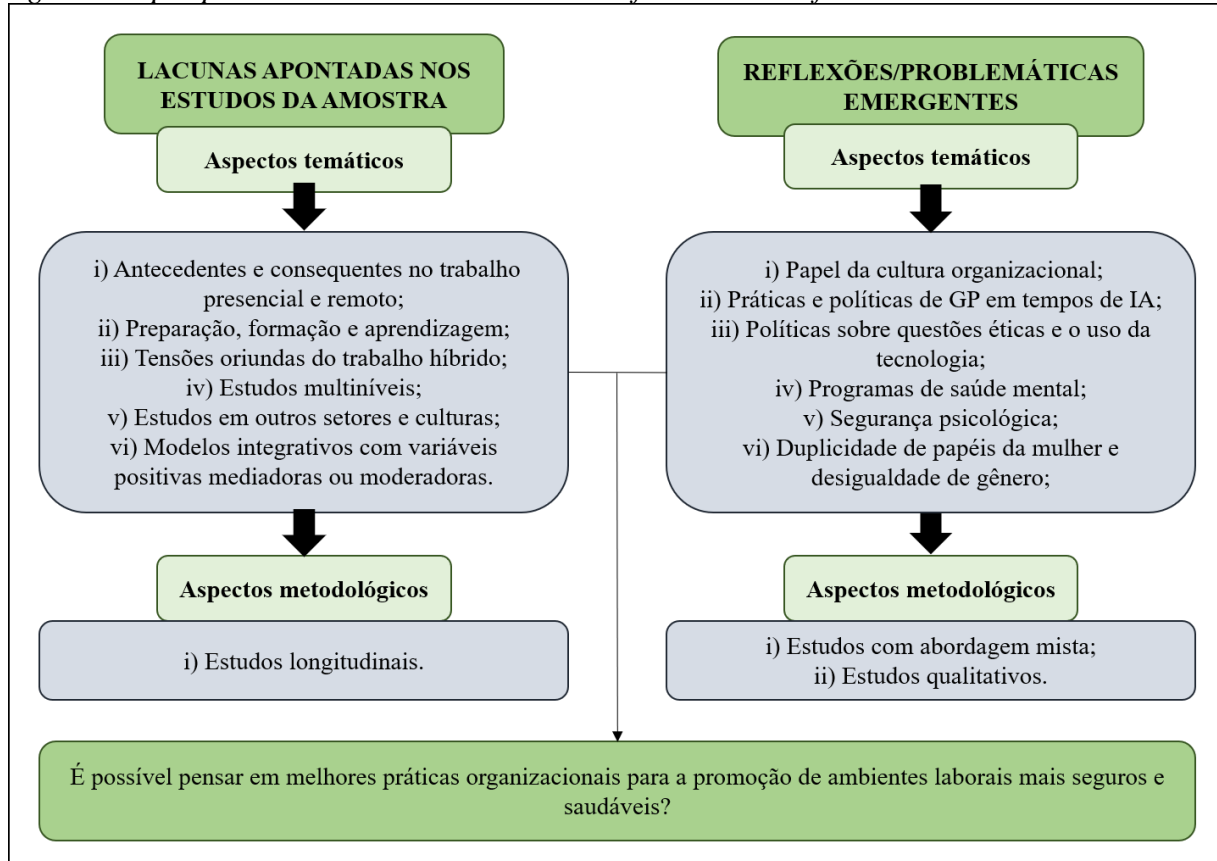 LACUNAS APONTADAS NOS
ESTUDOS DA AMOSTRA
Aspectos temáticos
i) Antecedentes e consequentes no trabalho
presencial e remoto;
ii) Preparação, formação e aprendizagem;
iii) Tensões oriundas do trabalho híbrido;
iv) Estudos multiníveis;
v) Estudos em outros setores e culturas;
vi) Modelos integrativos com variáveis
positivas mediadoras ou moderadoras.
Aspectos metodológicos
i) Estudos longitudinais.
REFLEXÕES/PROBLEMÁTICAS
EMERGENTES
Aspectos temáticos
i) Papel da cultura organizacional;
ii) Práticas e políticas de GP em tempos de IA;
iii) Políticas sobre questões éticas e o uso da
tecnologia;
iv) Programas de saúde mental;
v) Segurança psicológica;
vi) Duplicidade de papéis da mulher e
desigualdade de gênero;
Aspectos metodológicos
i) Estudos com abordagem mista;
ii) Estudos qualitativos.
É possível pensar em melhores práticas organizacionais para a promoção de ambientes laborais mais seguros e
saudáveis?